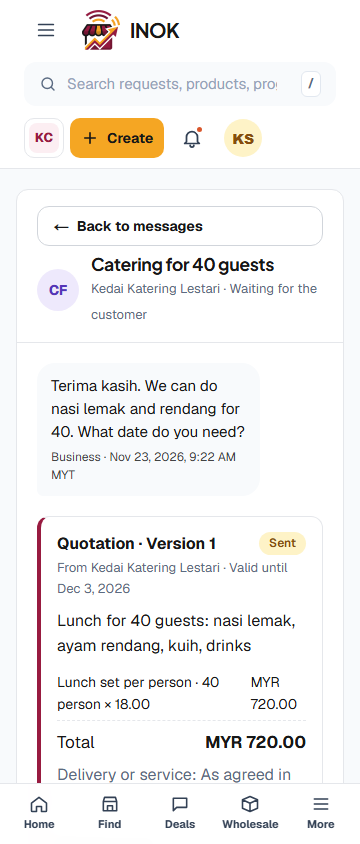 INOK
Search requests, products, pro
/
KC
+ Create
KS
← Back to messages
CF
Catering for 40 guests
Kedai Katering Lestari · Waiting for the
customer
Terima kasih. We can do
nasi lemak and rendang for
40. What date do you need?
Business · Nov 23, 2026, 9:22 AM
MYT
Quotation · Version 1
Sent
From Kedai Katering Lestari · Valid until
Dec 3, 2026
Lunch for 40 guests: nasi lemak,
ayam rendang, kuih, drinks
Lunch set per person · 40
person × 18.00
MYR
720.00
Total
MYR 720.00
Delivery or service: As agreed in
Home
Find
Deals
Wholesale
More